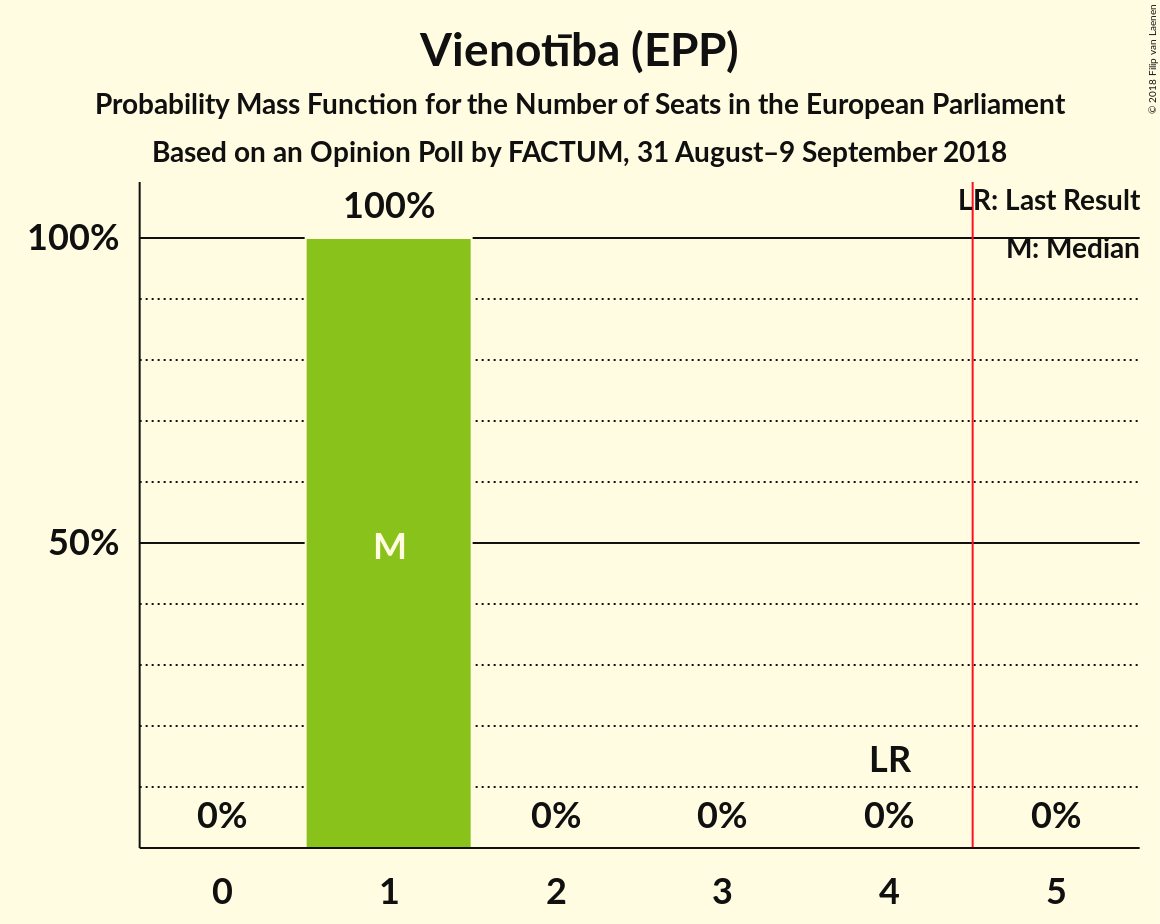 Vienotība (EPP)
Probability Mass Function for the Number of Seats in the European Parliament
Based on an Opinion Poll by FACTUM, 31 August–9 September 2018
© 2018 Filip van Laenen
LR: Last Result
M: Median
100%
100%
50%
M
LR
0%
0%
0%
0%
0%
0
1
2
3
4
5